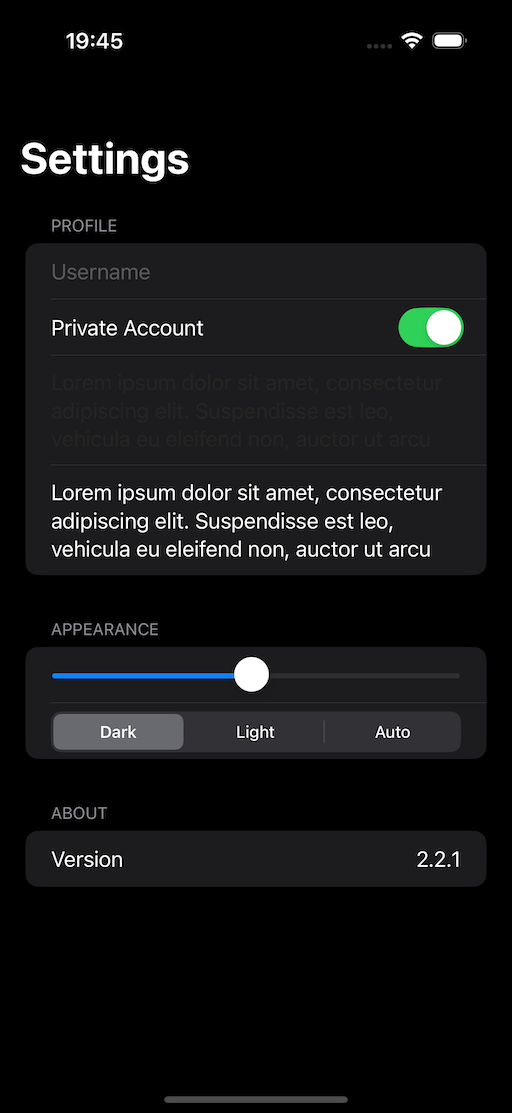 19:45
Settings
PROFILE
Username
Private Account
Lorem ipsum dolor sit amet, consectetur
adipiscing elit. Suspendisse est leo,
vehicula eu eleifend non, auctor ut arcu
Lorem ipsum dolor sit amet, consectetur
adipiscing elit. Suspendisse est leo,
vehicula eu eleifend non, auctor ut arcu
APPEARANCE
Dark Light Auto
ABOUT
Version 2.2.1